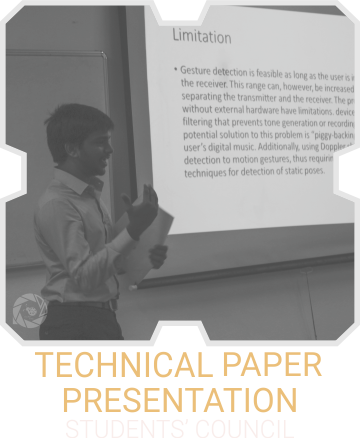 Limitation
• Gesture detection is feasible as long as the user is
the receiver. This range can, however, be increased
separating the transmitter and the receiver. The
without external hardware have limitations.
filtering that prevents tone generation or recording
potential solution to this problem is "piggy-backing
user's digital music. Additionally, using Doppler
detection to motion gestures, thus
techniques for detection of static poses.
TECHNICAL PAPER
PRESENTATION
STUDENTS' COUNCIL